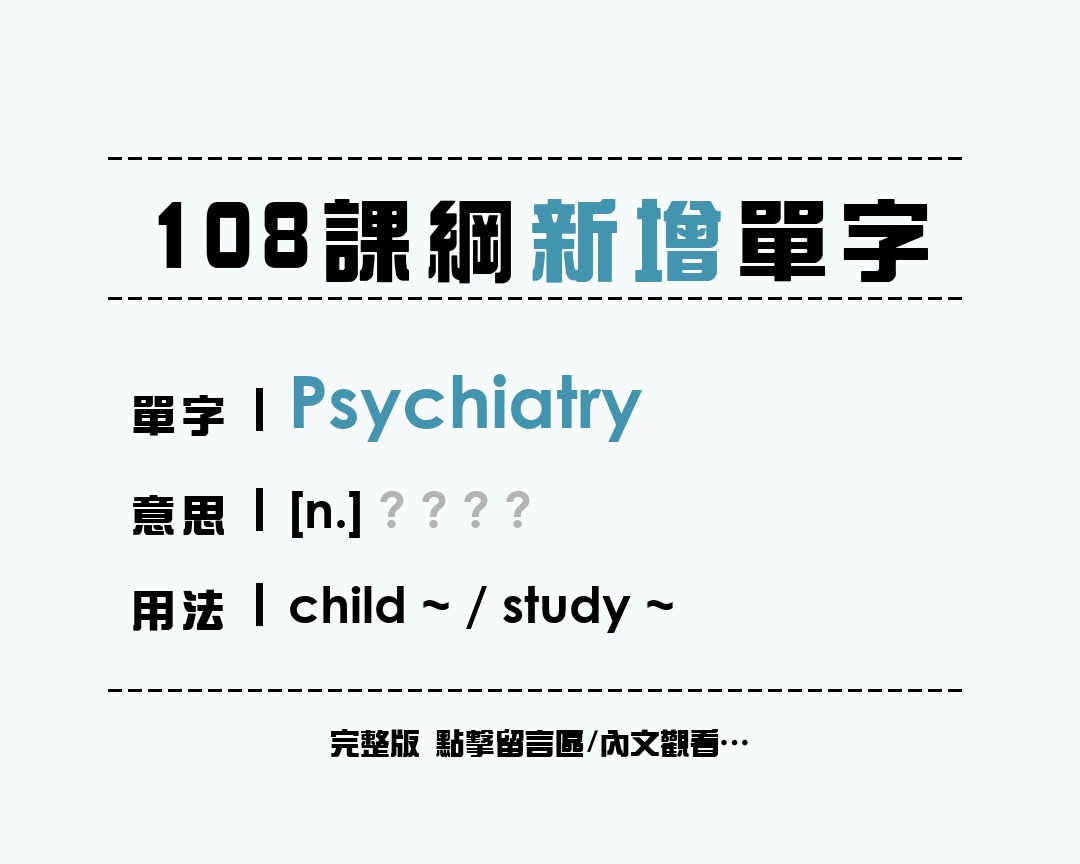 108課綱新增單字
單字 | Psychiatry
意思 | [n.] ????
用法 | child ~ / study ~
完整版 點擊留言區/內文觀看…